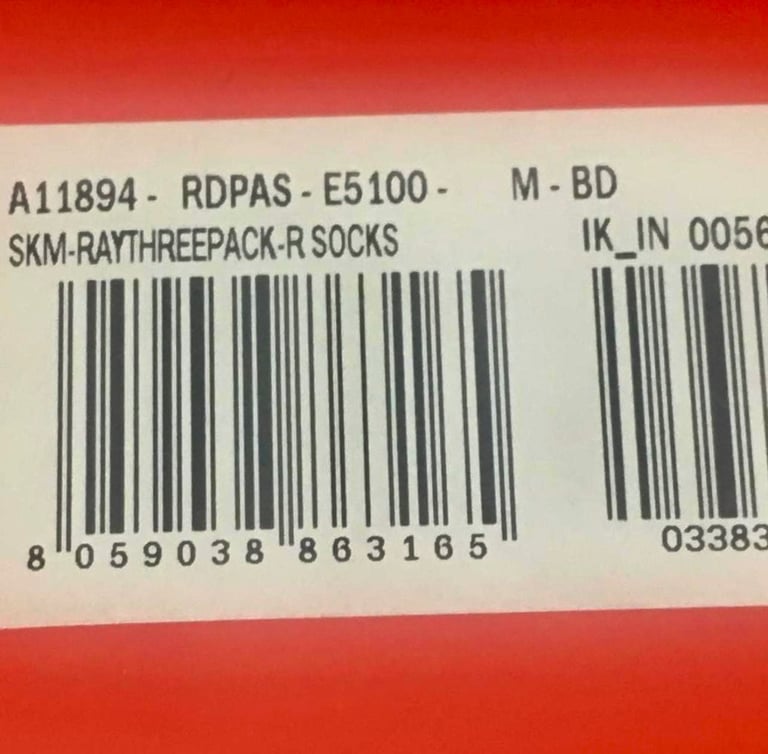 A11894 - RDPAS - E5100 - M - BD
SKM-RAYTHREEPACK-R SOCKS
IK_IN 0056
8 059038 863165
03383